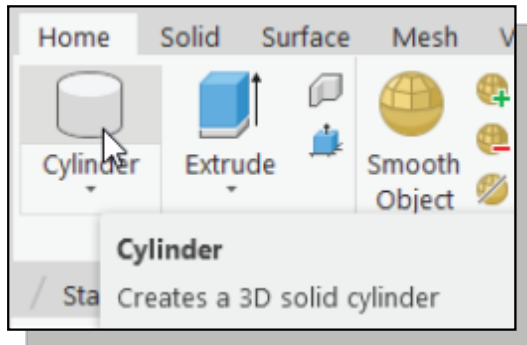 Home Solid Surface Mesh V
Cylinder Extrude Smooth
Object
Cylinder
Sta
Creates a 3D solid cylinder